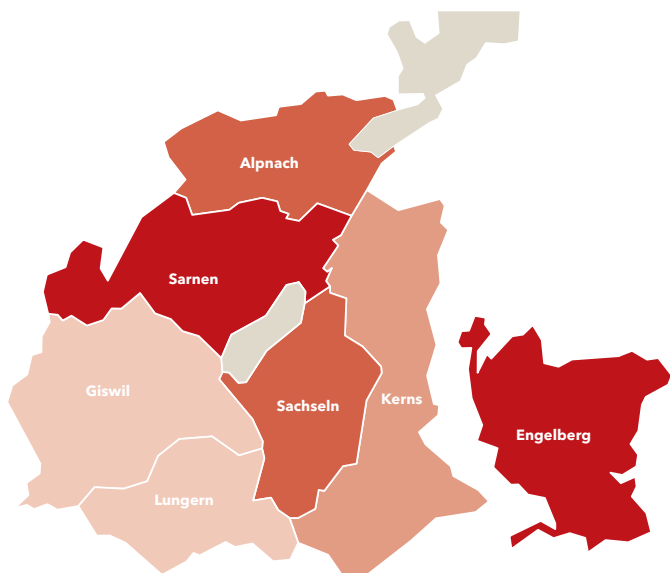 Alpnach
Sarnen
Giswil
Sachseln
Kerns
Engelberg
Lungern